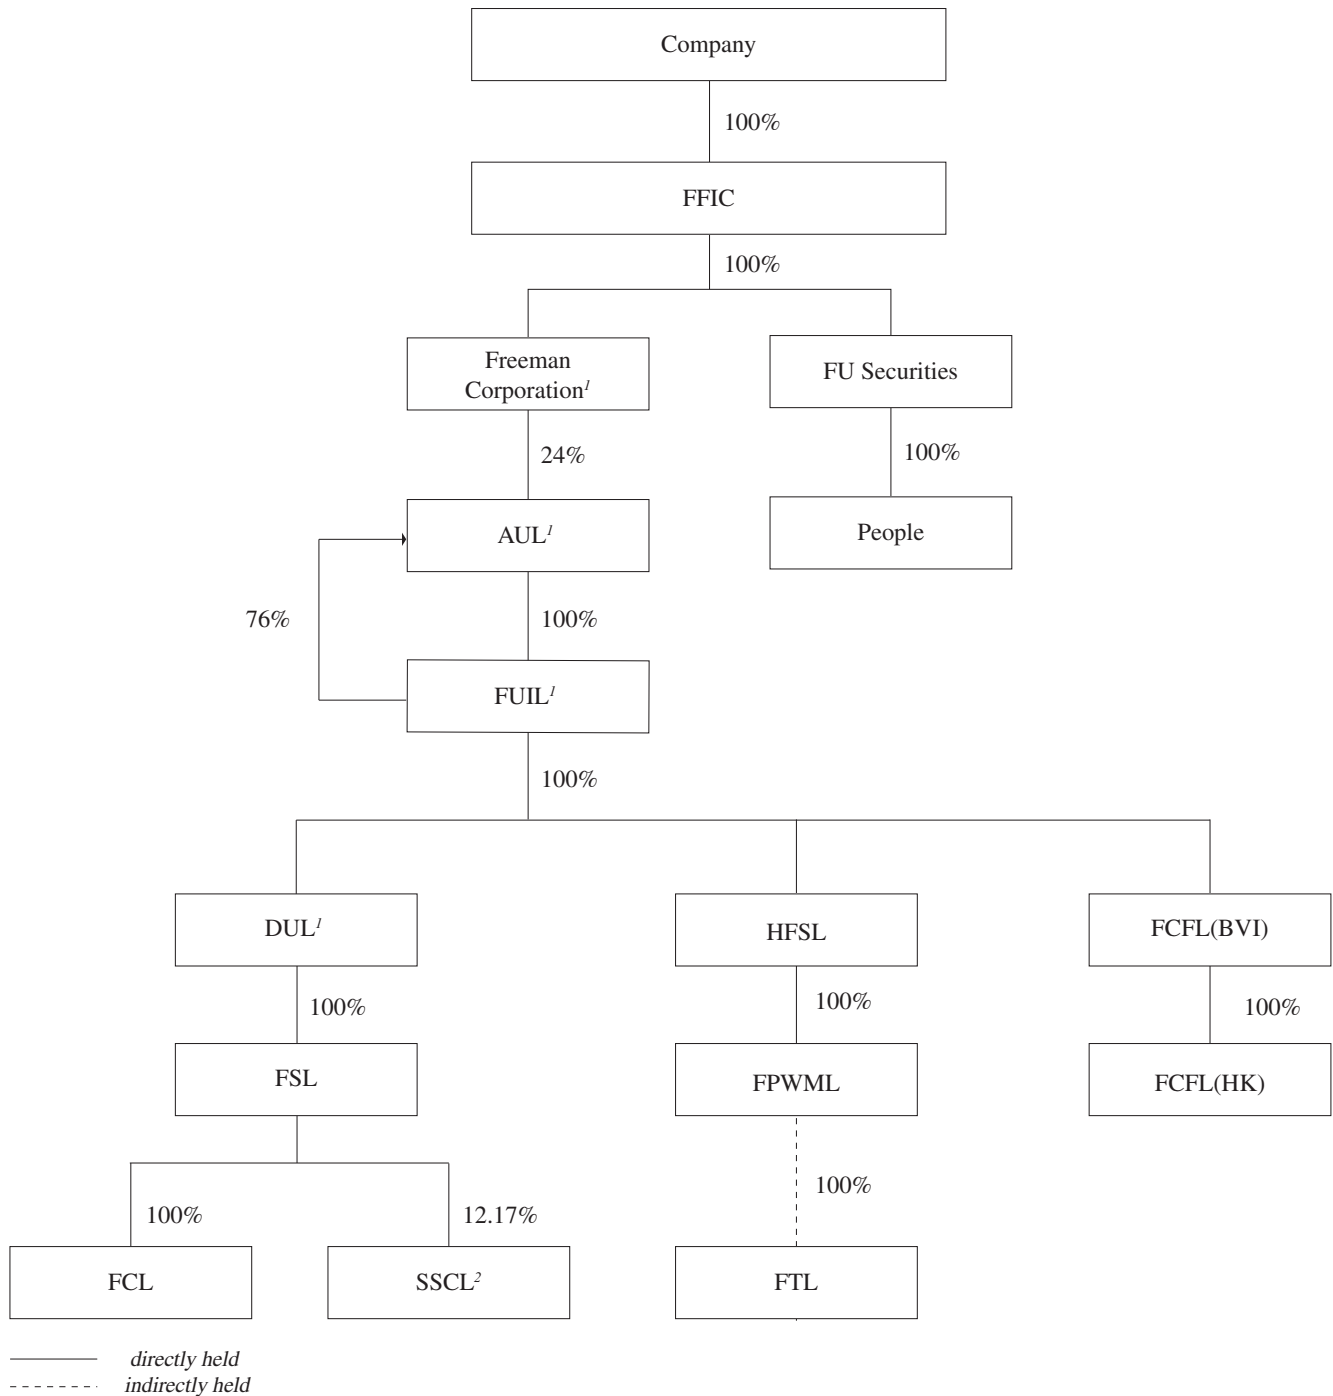 Company
100%
FFIC
100%
Freeman
Corporation¹
FU Securities
24%
100%
AUL¹
People
76%
100%
FUIL¹
100%
DUL¹
HFSL
FCFL(BVI)
100%
100%
100%
FSL
FPWML
FCFL(HK)
100%
12.17%
100%
FCL
SSCL²
FTL
directly held
indirectly held